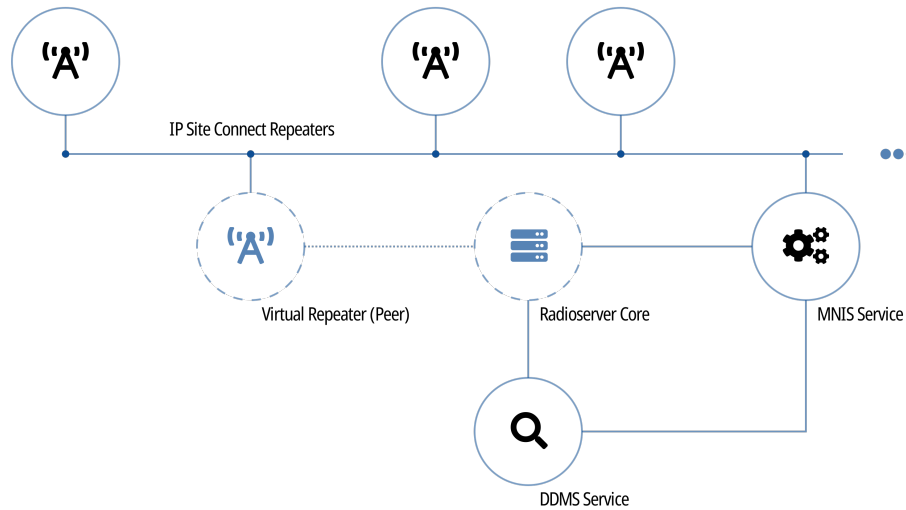 IP Site Connect Repeaters
Virtual Repeater (Peer)
Radioserver Core
MNIS Service
DDMS Service